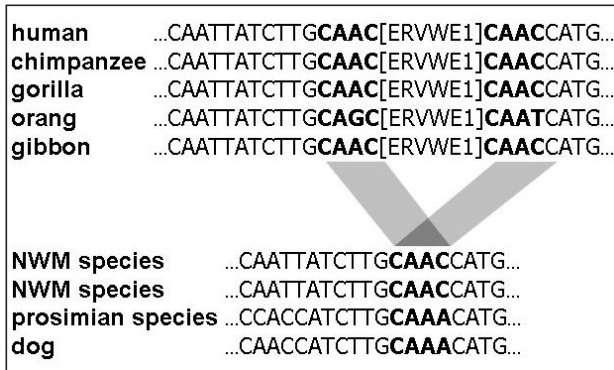 human ...CAATTATCTTGCAAC[ERVWE1]CAACCATG...
chimpanzee ...CAATTATCTTGCAAC[ERVWE1]CAACCATG...
gorilla ...CAATTATCTTGCAAC[ERVWE1]CAACCATG...
orang ...CAATTATCTTGCAGC[ERVWE1]CAATCATG...
gibbon ...CAATTATCTTGCAAC[ERVWE1]CAACCATG...
NWM species ...CAATTATCTTGCAACCATG...
NWM species ...CAATTATCTTGCAACCATG...
prosimian species ...CCACCATCTTGCAAACATG...
dog ...CAACCATCTTGCAAACATG...